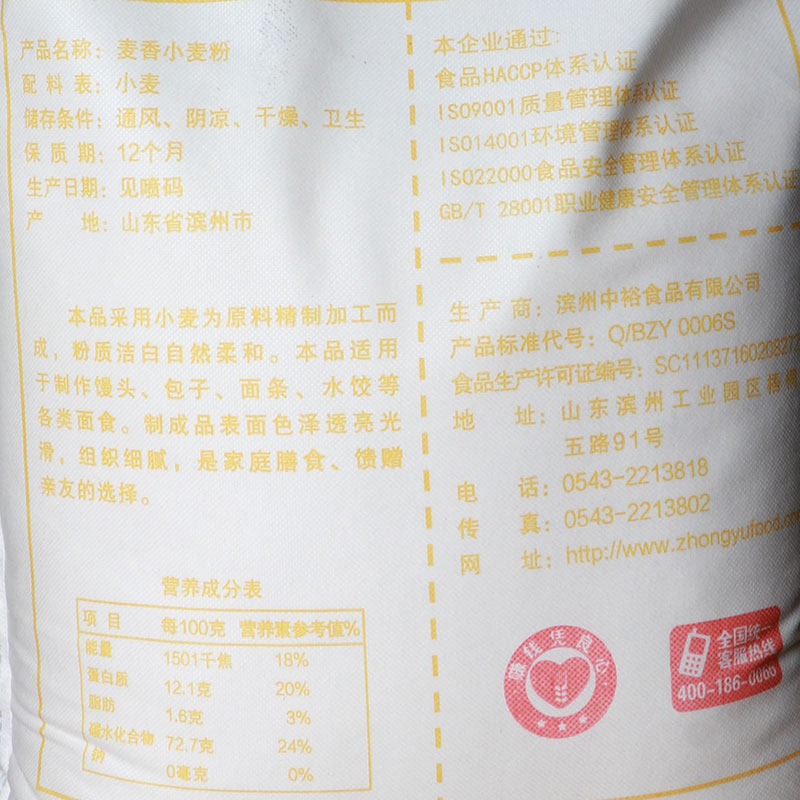 产品名称：麦香小麦粉
配 料 表：小麦
储存条件：通风、阴凉、干燥、卫生
保 质 期：12个月
生产日期：见喷码
产 地：山东省滨州市
本品采用小麦为原料精制加工而
成，粉质洁白自然柔和。本品适用
于制作馒头、包子、面条、水饺等
各类面食。制成品表面色泽透亮光
滑，组织细腻，是家庭膳食、馈赠
亲友的选择。
营养成分表
项 目 每100克 营养素参考值%
能量 1501千焦 18%
蛋白质 12.1克 20%
脂肪 1.6克 3%
碳水化合物 72.7克 24%
钠 0毫克 0%
本企业通过：
食品HACCP体系认证
ISO9001质量管理体系认证
ISO14001环境管理体系认证
ISO22000食品安全管理体系认证
GB/T 28001职业健康安全管理体系认证
生 产 商：滨州中裕食品有限公司
产品标准代号：Q/BZY 0006S
食品生产许可证编号：SC1113716020827
地 址：山东滨州工业园区梧桐
五路91号
电 话：0543-2213818
传 真：0543-2213802
网 址：http://www.zhongyufood.com
赚钱凭良心
全国统一
客服热线
400-186-0066